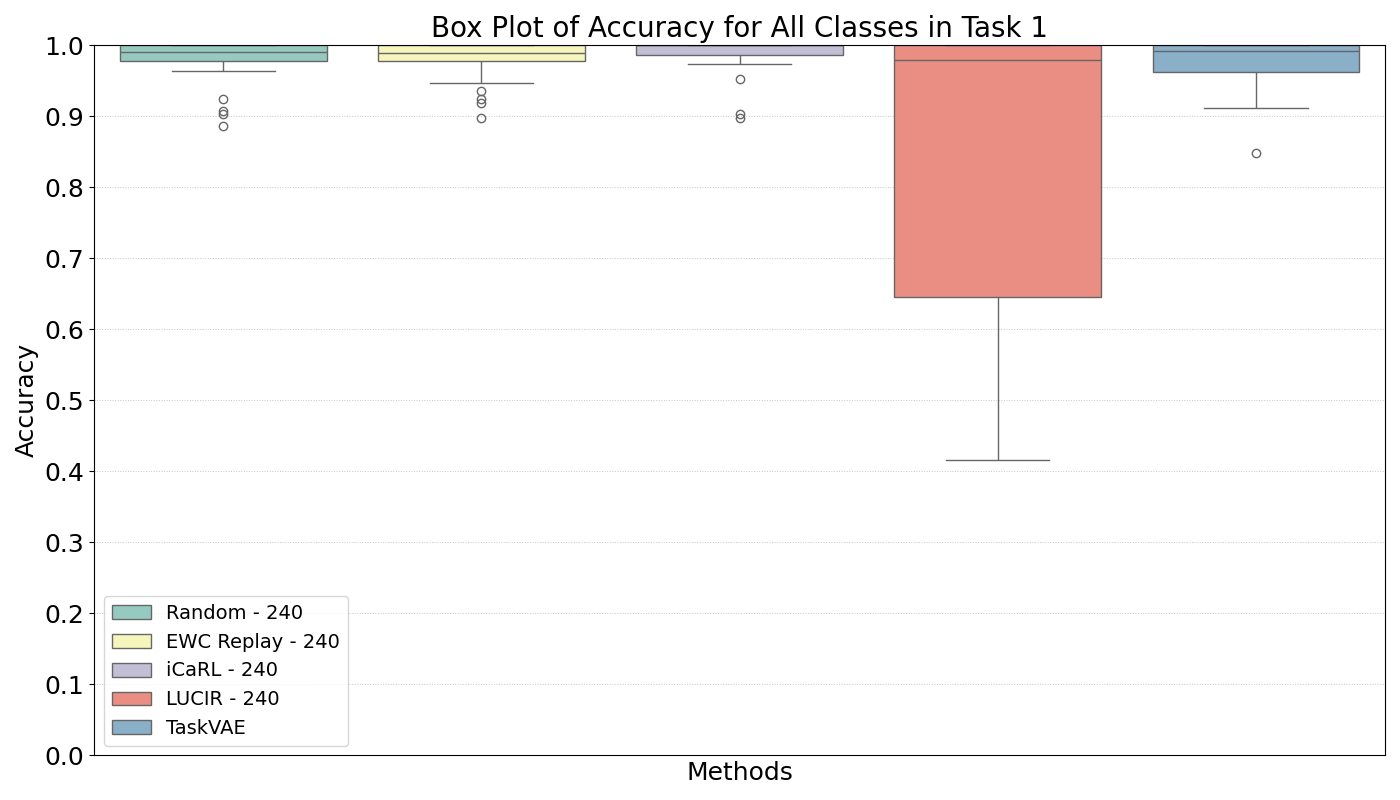 Box Plot of Accuracy for All Classes in Task 1
1.0
0.9
0.8
0.7
0.6
0.5
0.4
0.3
0.2
0.1
0.0
Accuracy
Random - 240
EWC Replay - 240
iCaRL - 240
LUCIR - 240
TaskVAE
Methods